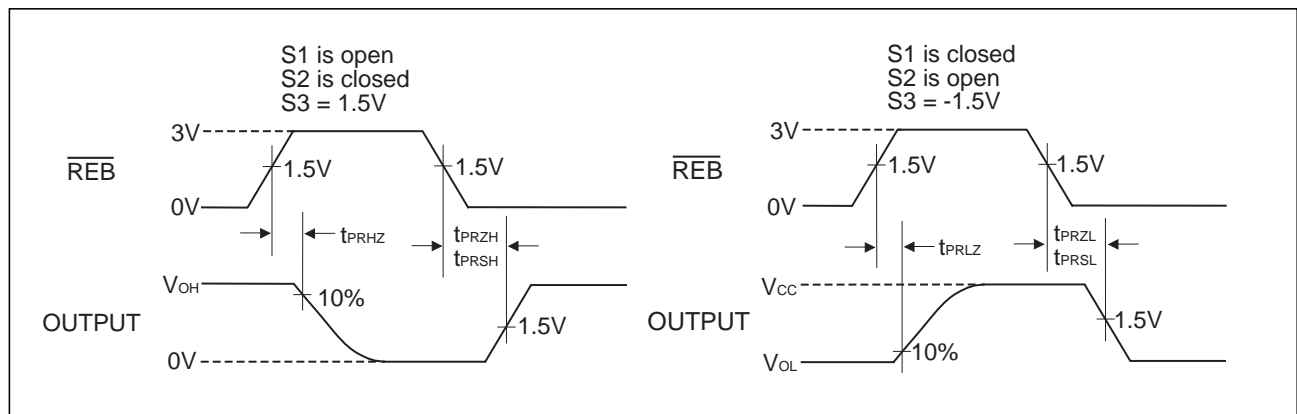 S1 is open
S2 is closed
S3 = 1.5V
3V
REB
1.5V
1.5V
0V
tPRHZ
tPRZH
tPRSH
VOH
10%
OUTPUT
1.5V
0V
S1 is closed
S2 is open
S3 = -1.5V
3V
REB
1.5V
1.5V
0V
tPRLZ
tPRZL
tPRSL
VCC
OUTPUT
1.5V
10%
VOL